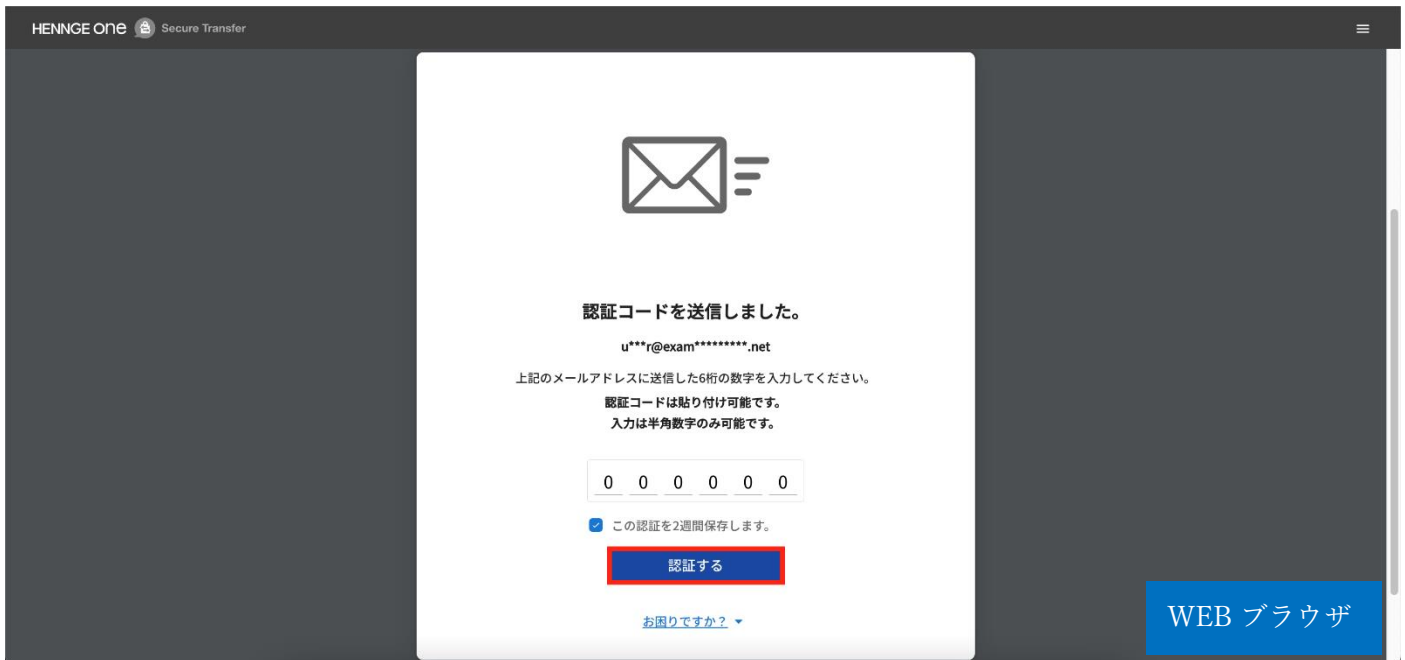 HENNGE One Secure Transfer
認証コードを送信しました。
u***r@exam*********.net
上記のメールアドレスに送信した6桁の数字を入力してください。
認証コードは貼り付け可能です。
入力は半角数字のみ可能です。
0 0 0 0 0 0
この認証を2週間保存します。
認証する
お困りですか？
WEB ブラウザ